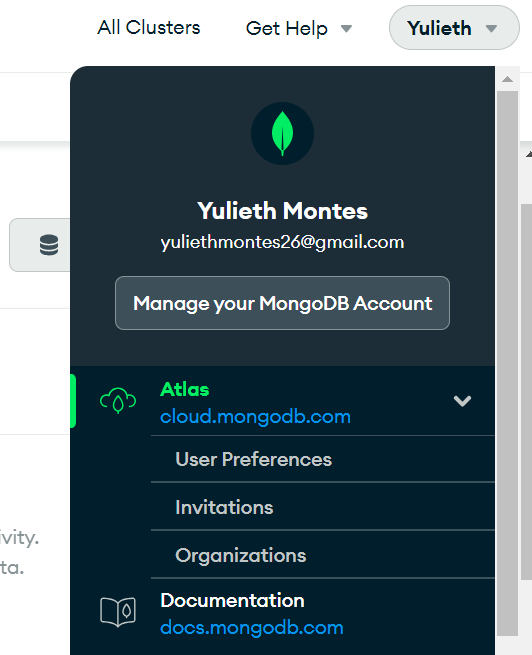 All Clusters
Get Help
Yulieth
Yulieth Montes
yuliethmontes26@gmail.com
Manage your MongoDB Account
Atlas
cloud.mongodb.com
User Preferences
Invitations
ivity.
Organizations
ta.
Documentation
docs.mongodb.com